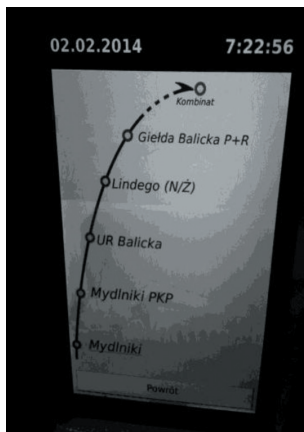 02.02.2014 7:22:56
Kombinat
Giełda Balicka P+R
Lindego (N/Ż)
UR Balicka
Mydlniki PKP
Mydlniki
Powrót